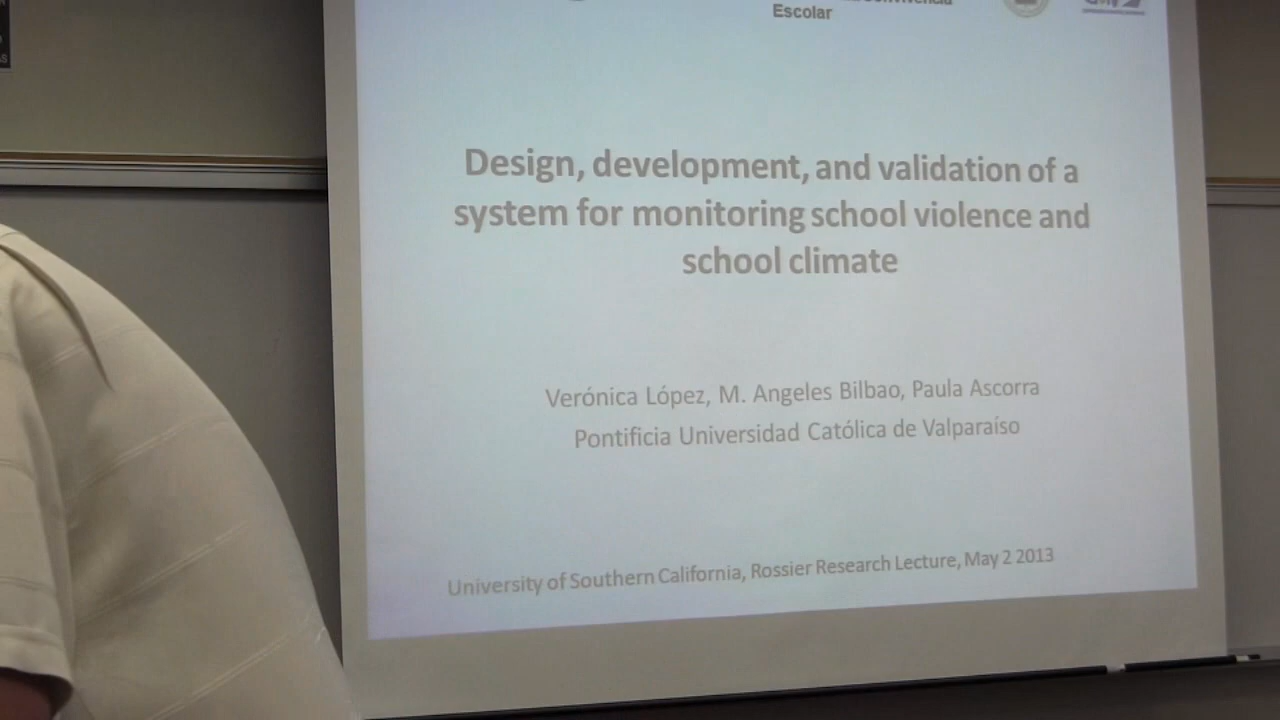 Convivencia
Escolar
Design, development, and validation of a
system for monitoring school violence and
school climate
Verónica López, M. Angeles Bilbao, Paula Ascorra
Pontificia Universidad Católica de Valparaíso
University of Southern California, Rossier Research Lecture, May 2 2013